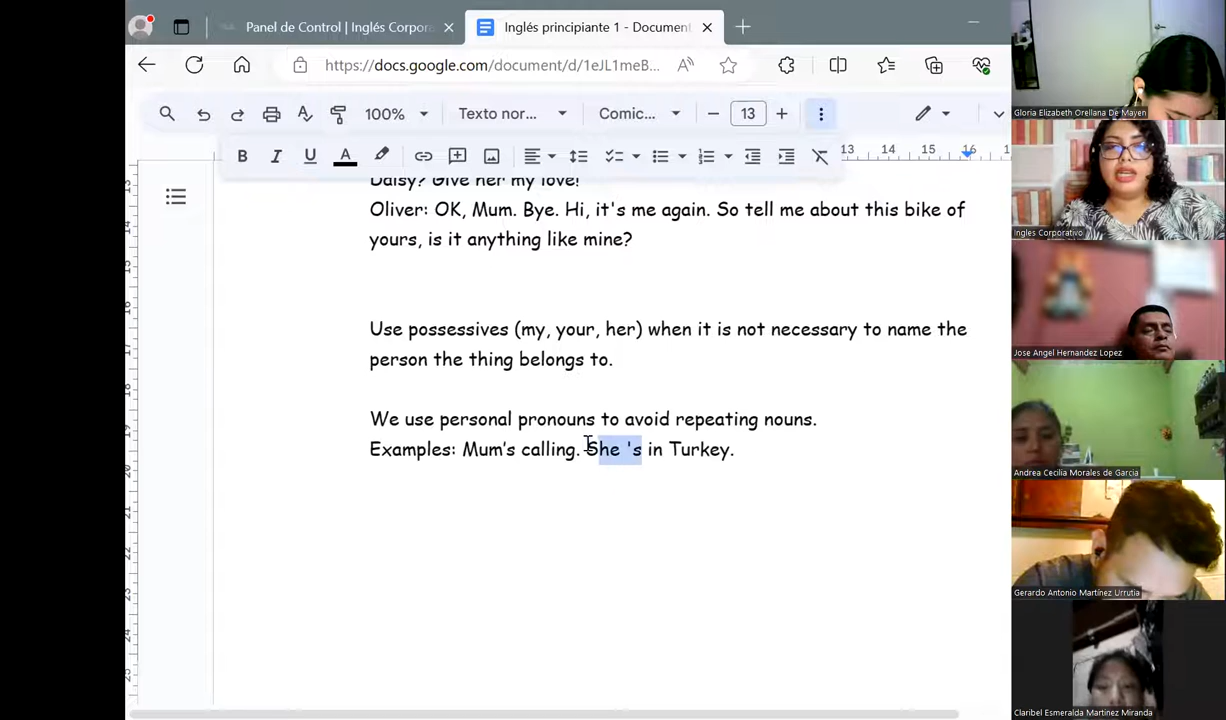 Panel de Control | Inglés Corpora
Inglés principiante 1 - Document
https://docs.google.com/document/d/1eJL1meB...
100%
Texto nor...
Comic...
13
13 14 15 16
Daisy? Give her my love!
Oliver: OK, Mum. Bye. Hi, it's me again. So tell me about this bike of
yours, is it anything like mine?
Use possessives (my, your, her) when it is not necessary to name the
person the thing belongs to.
We use personal pronouns to avoid repeating nouns.
Examples: Mum's calling. She 's in Turkey.
Gloria Elizabeth Orellana De Mayen
Ingles Corporativo
Jose Angel Hernandez Lopez
Andrea Cecilia Morales de Garcia
Gerardo Antonio Martínez Urrutia
Claribel Esmeralda Martinez Miranda